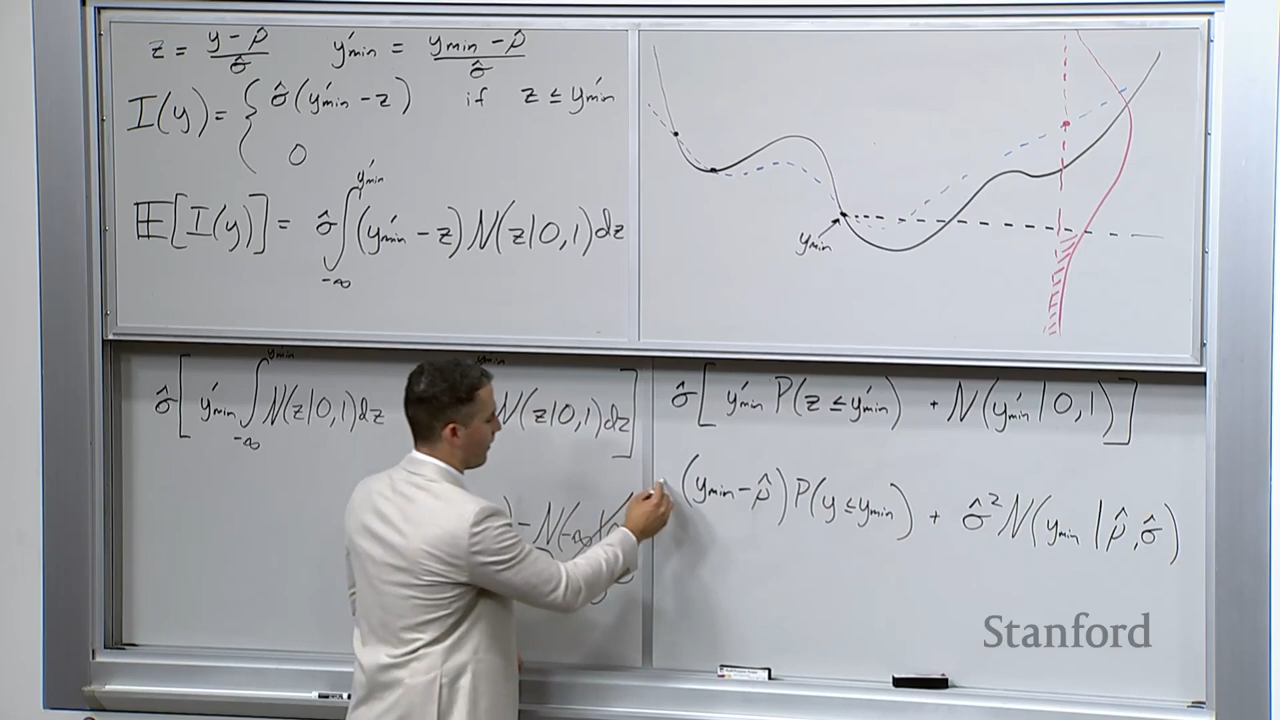 z = (y - μ̂)/σ̂    y'min = (ymin - μ̂)/σ̂
I(y) = { σ̂(y'min - z)    if    z ≤ y'min
0
𝔼[I(y)] = σ̂ ∫_{-∞}^{y'min} (y'min - z) N(z|0,1)dz
ymin
σ̂[ y'min ∫_{-∞}^{y'min} N(z|0,1)dz    y'min N(z|0,1)dz ]
) - N(-∞|
σ̂[ y'min P(z ≤ y'min) + N(y'min | 0,1) ]
(ymin - μ̂) P(y ≤ ymin) + σ̂² N(ymin | μ̂, σ̂)
Stanford